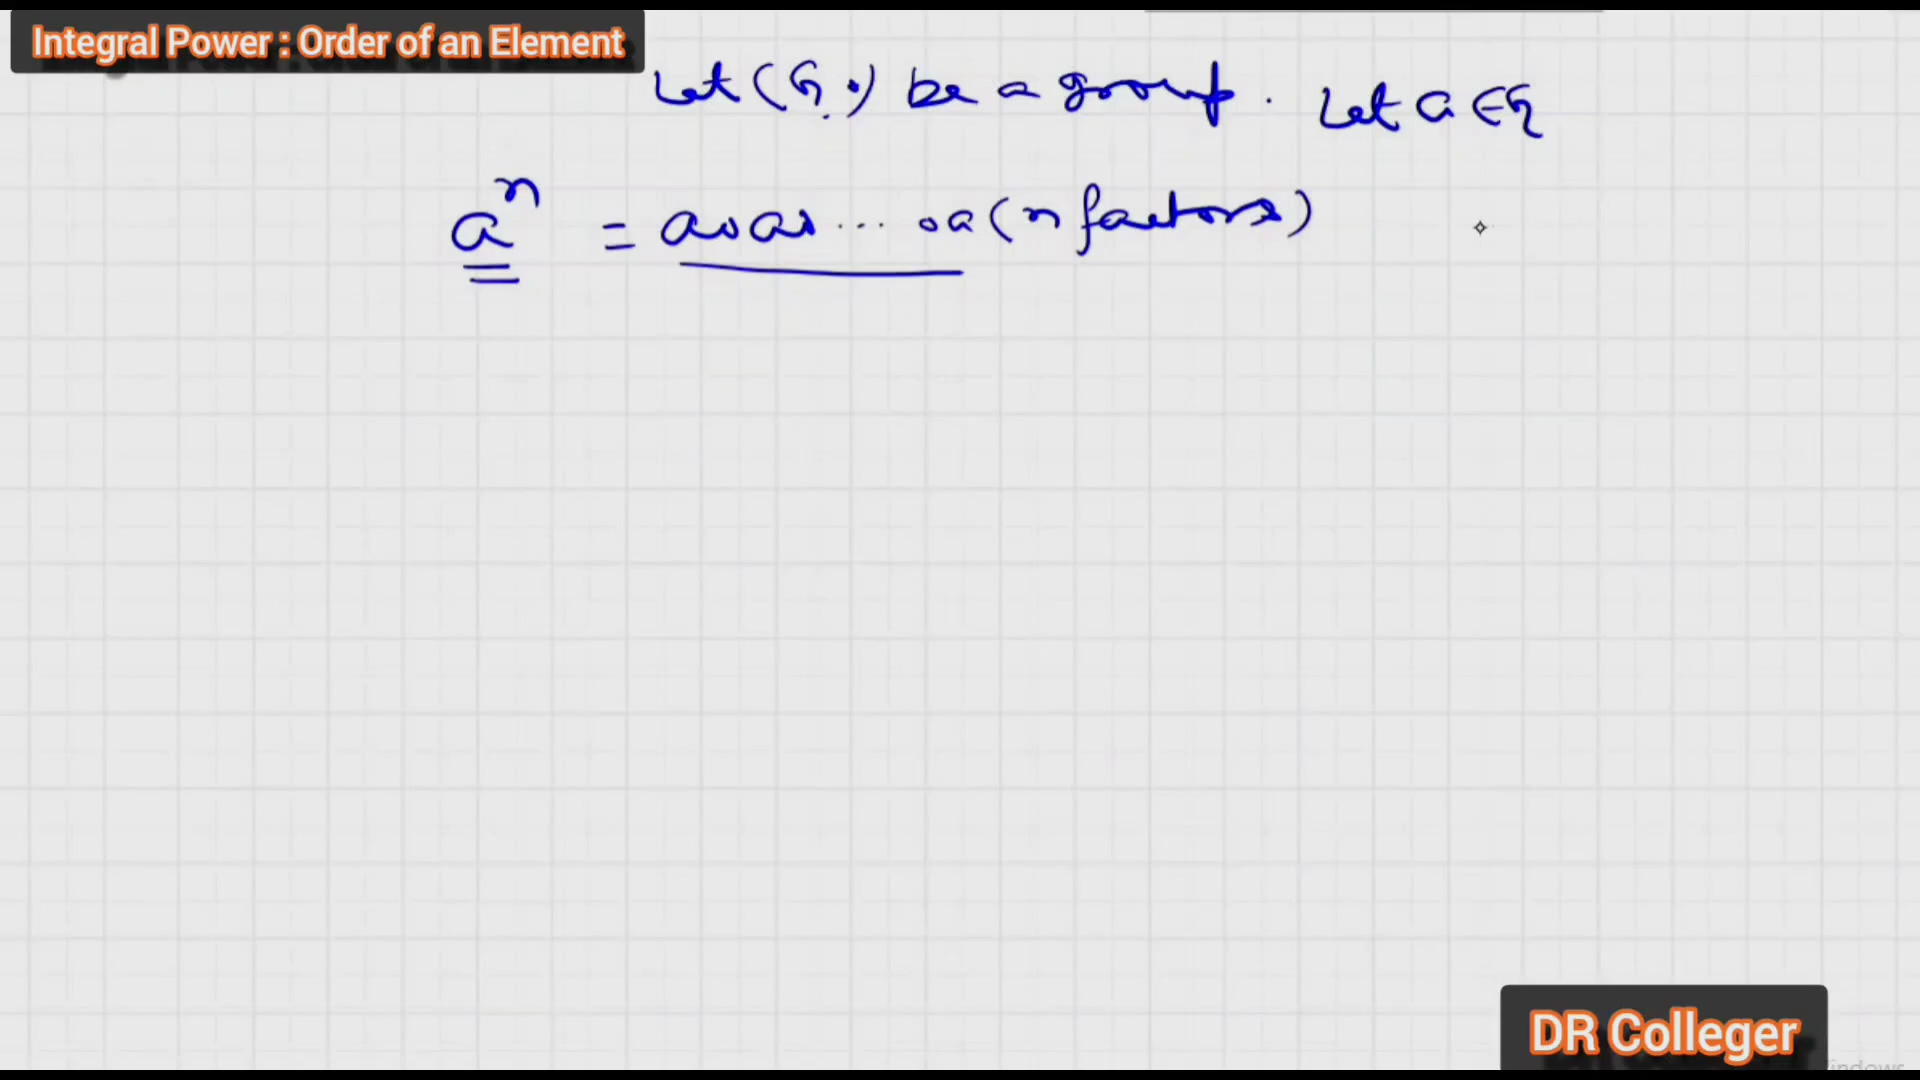 Integral Power : Order of an Element
Let (G, ∘) be a group. Let a ∈ G
aⁿ = a∘a∘ ... ∘a (n factors)
DR Colleger